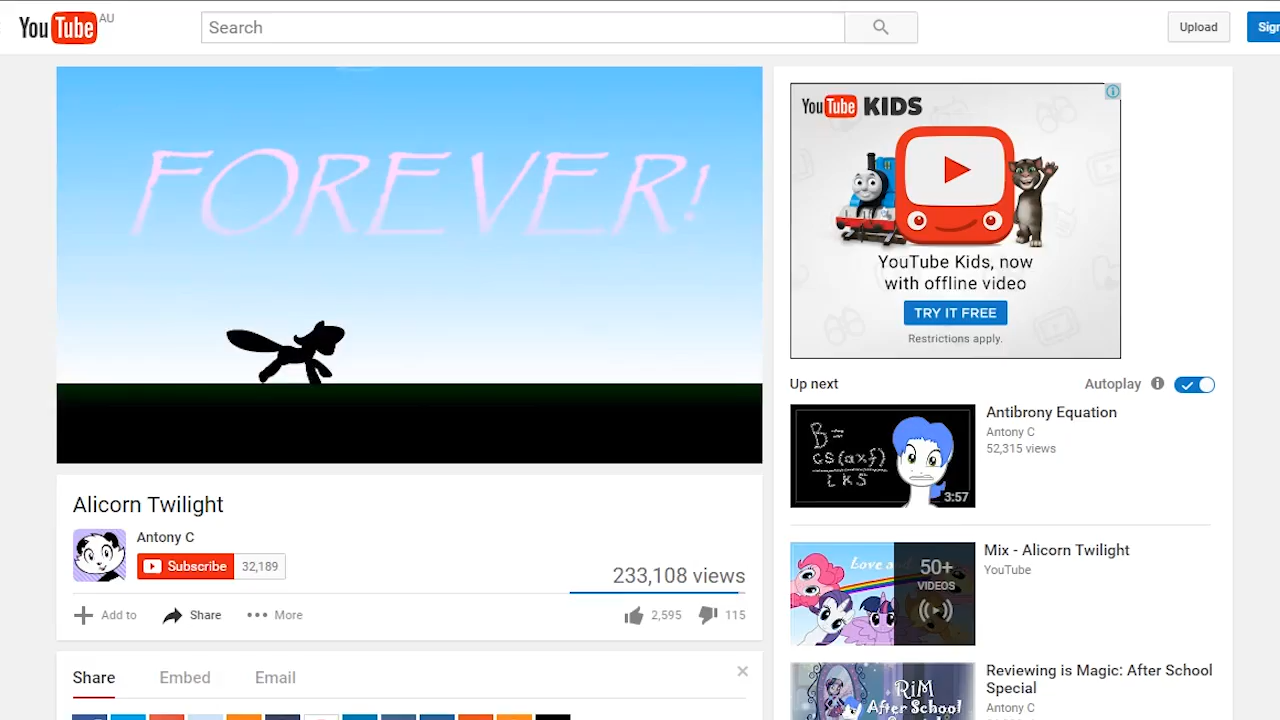 YouTube AU
Search
Upload
Sign
FOREVER!
YouTube KIDS
YouTube Kids, now
with offline video
TRY IT FREE
Restrictions apply.
Up next
Autoplay
Antibrony Equation
Antony C
52,315 views
B=
3:57
Alicorn Twilight
Antony C
Subscribe 32,189
233,108 views
Add to
Share
More
2,595
115
Mix - Alicorn Twilight
YouTube
Love and
50+
VIDEOS
Share
Embed
Email
Reviewing is Magic: After School
Special
Antony C
RiM
After School